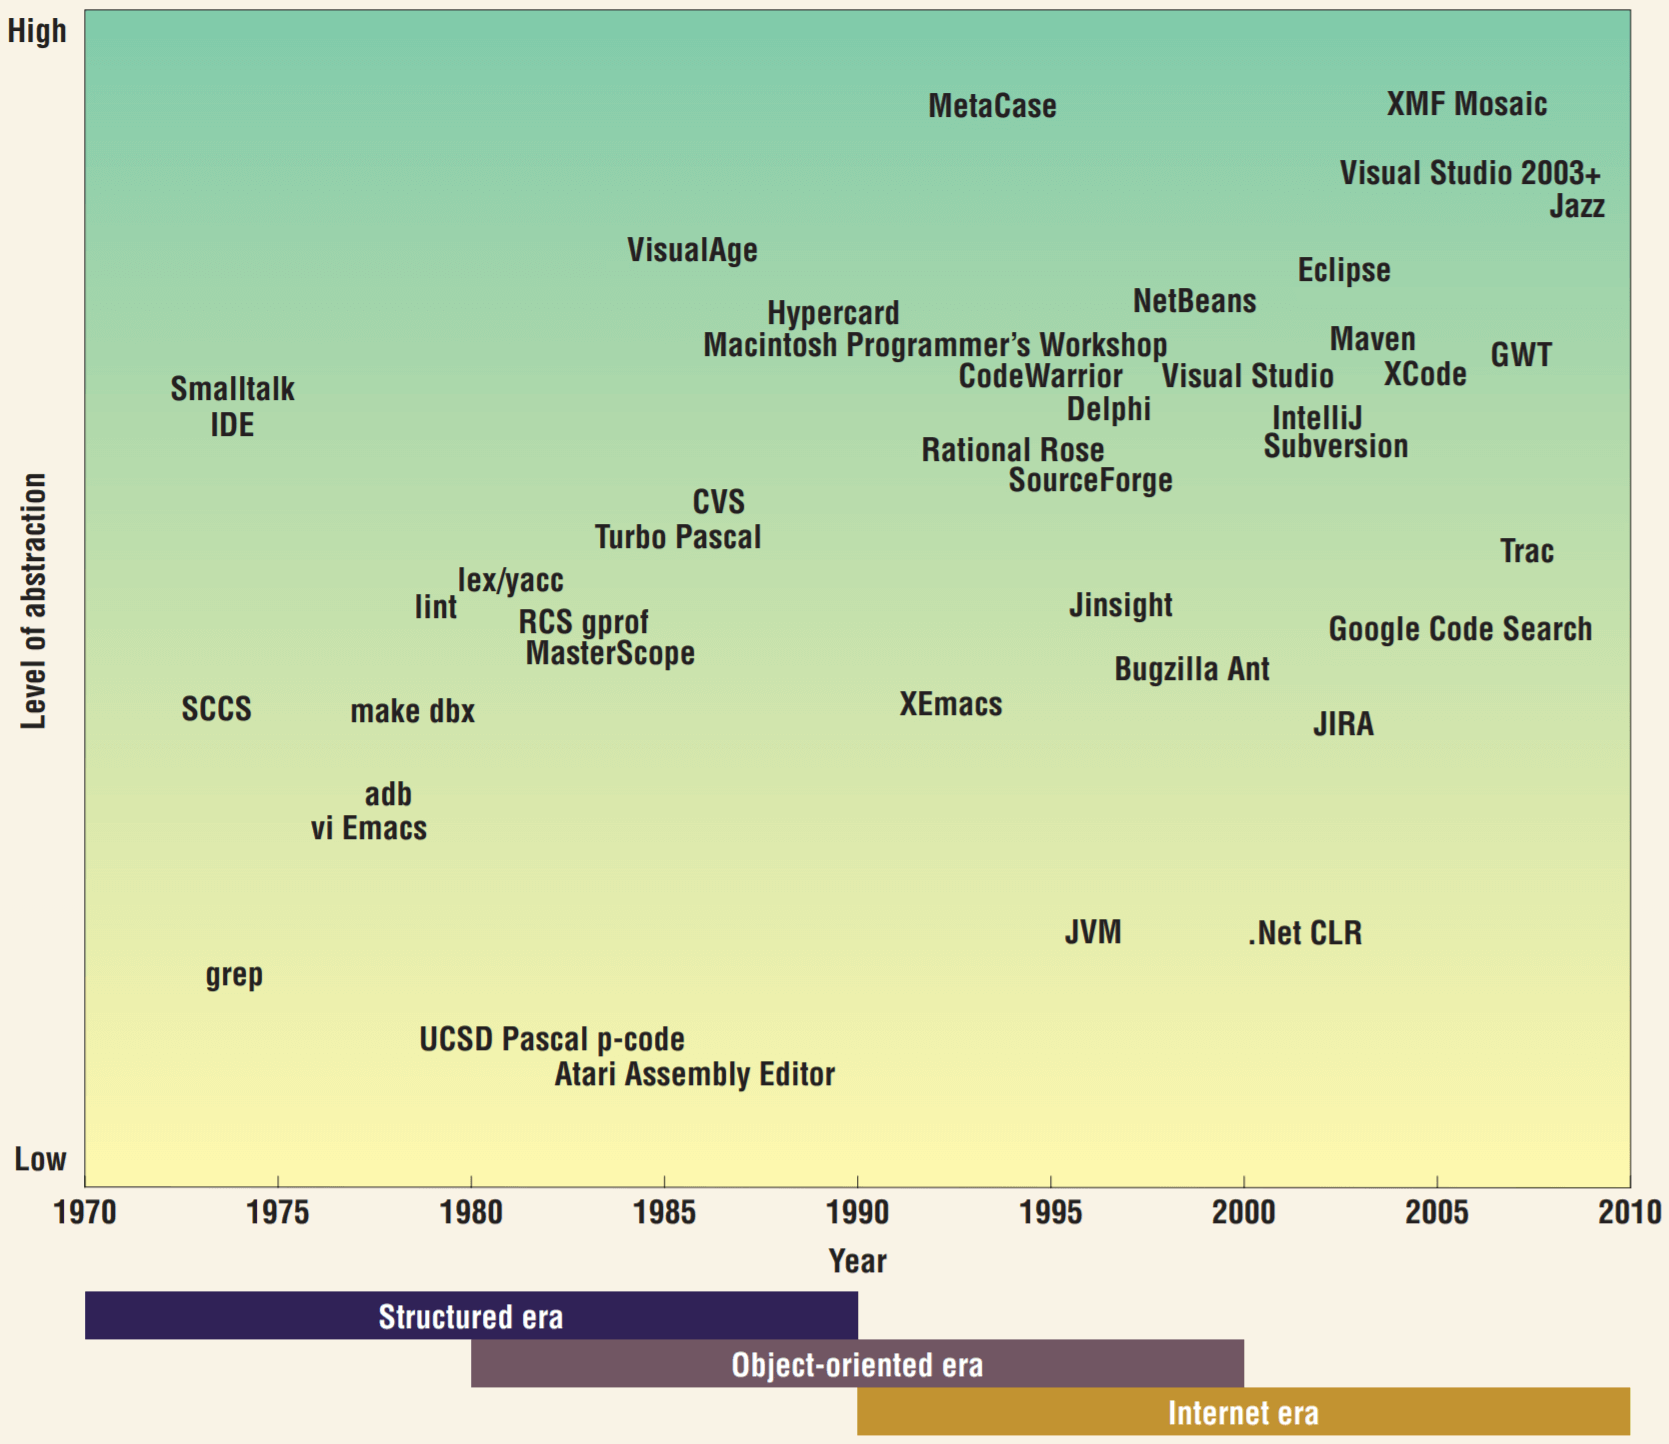 High
MetaCase
XMF Mosaic
Visual Studio 2003+
Jazz
VisualAge
Eclipse
NetBeans
Hypercard
Macintosh Programmer’s Workshop
Maven
GWT
CodeWarrior
Visual Studio
XCode
Smalltalk
IDE
Delphi
IntelliJ
Subversion
Rational Rose
SourceForge
CVS
Turbo Pascal
Trac
lex/yacc
lint
Jinsight
RCS gprof
Google Code Search
MasterScope
Bugzilla Ant
SCCS
make dbx
XEmacs
JIRA
adb
vi Emacs
JVM
.Net CLR
grep
UCSD Pascal p-code
Atari Assembly Editor
Level of abstraction
Low
1970 1975 1980 1985 1990 1995 2000 2005 2010
Year
Structured era
Object-oriented era
Internet era